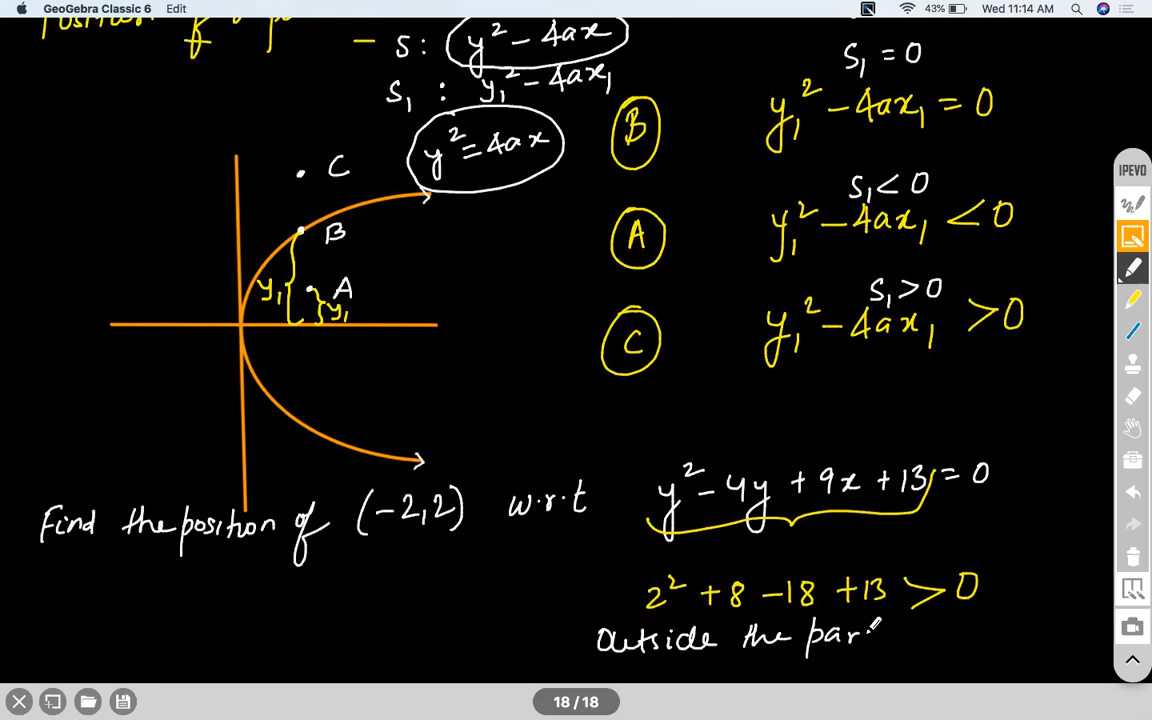 GeoGebra Classic 6 Edit 43% Wed 11:14 AM
Position of
S: y² - 4ax
S₁ : y₁² - 4ax₁
y² = 4ax
S₁ = 0
B y₁² - 4ax₁ = 0
S₁ < 0
A y₁² - 4ax₁ < 0
S₁ > 0
C y₁² - 4ax₁ > 0
C
B
y₁ A
y₁
IPEVO
Find the position of (-2,2) w.r.t y² - 4y + 9x + 13 = 0
2² + 8 - 18 + 13 > 0
Outside the par
18 / 18